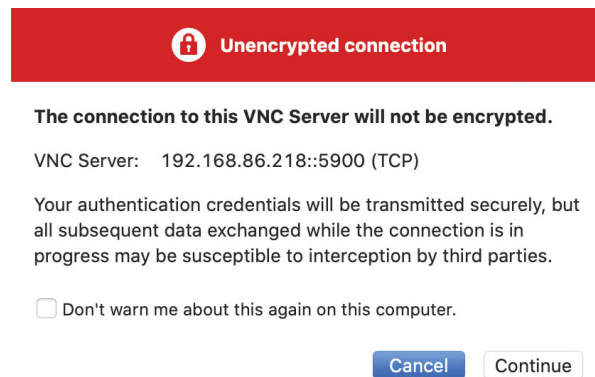 Unencrypted connection
The connection to this VNC Server will not be encrypted.
VNC Server: 192.168.86.218::5900 (TCP)
Your authentication credentials will be transmitted securely, but
all subsequent data exchanged while the connection is in
progress may be susceptible to interception by third parties.
Don't warn me about this again on this computer.
Cancel Continue